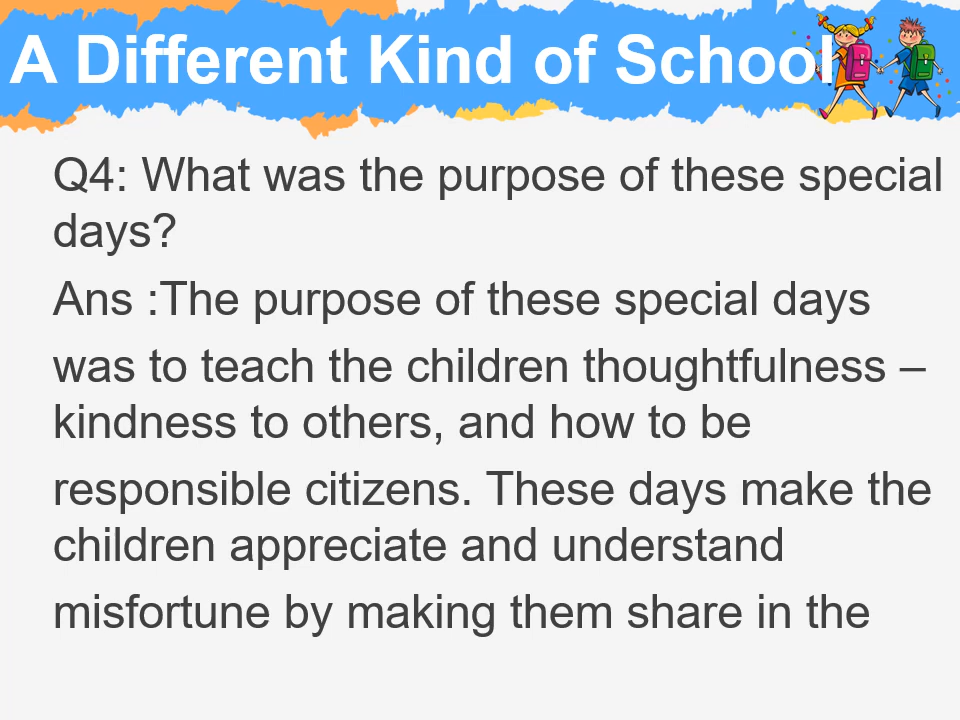 A Different Kind of School
Q4: What was the purpose of these special
days?
Ans :The purpose of these special days
was to teach the children thoughtfulness –
kindness to others, and how to be
responsible citizens. These days make the
children appreciate and understand
misfortune by making them share in the